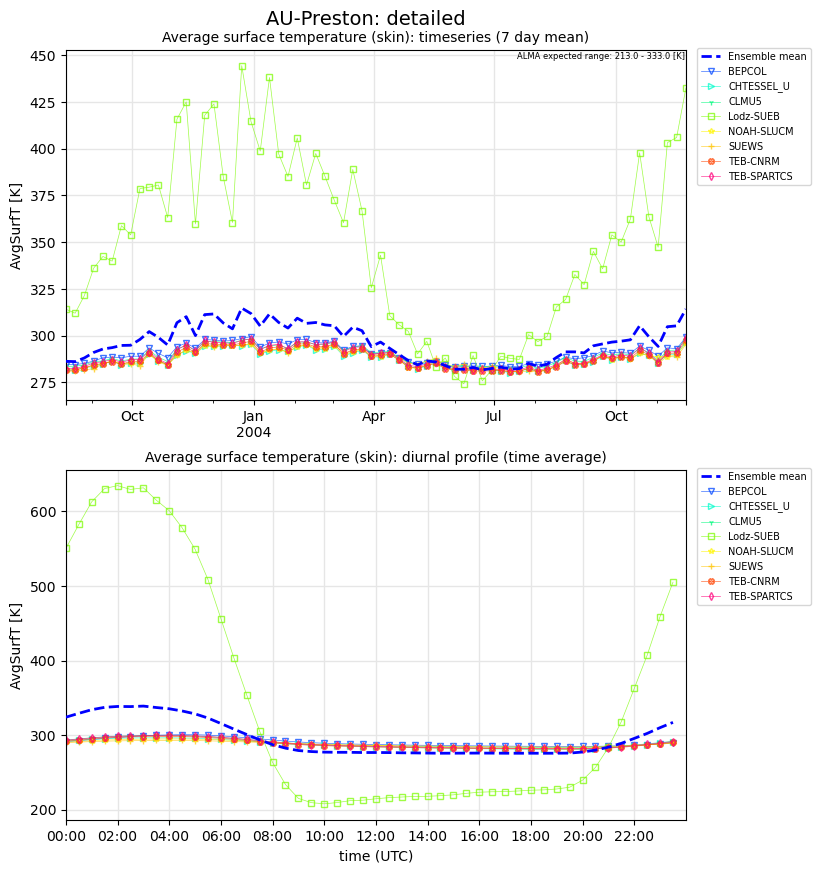 AU-Preston: detailed
Average surface temperature (skin): timeseries (7 day mean)
ALMA expected range: 213.0 - 333.0 [K]
450
425
400
375
350
325
300
275
AvgSurfT [K]
Oct
Jan
2004
Apr
Jul
Oct
Ensemble mean
BEPCOL
CHTESSEL_U
CLMU5
Lodz-SUEB
NOAH-SLUCM
SUEWS
TEB-CNRM
TEB-SPARTCS
Average surface temperature (skin): diurnal profile (time average)
600
500
400
300
200
AvgSurfT [K]
00:00
02:00
04:00
06:00
08:00
10:00
12:00
14:00
16:00
18:00
20:00
22:00
time (UTC)
Ensemble mean
BEPCOL
CHTESSEL_U
CLMU5
Lodz-SUEB
NOAH-SLUCM
SUEWS
TEB-CNRM
TEB-SPARTCS